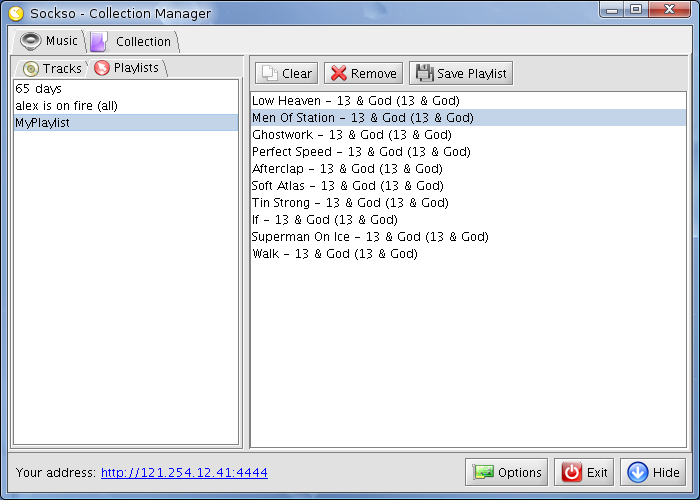 Sockso - Collection Manager
Music Collection
Tracks Playlists
65 days
alex is on fire (all)
MyPlaylist
Clear Remove Save Playlist
Low Heaven - 13 & God (13 & God)
Men Of Station - 13 & God (13 & God)
Ghostwork - 13 & God (13 & God)
Perfect Speed - 13 & God (13 & God)
Afterclap - 13 & God (13 & God)
Soft Atlas - 13 & God (13 & God)
Tin Strong - 13 & God (13 & God)
If - 13 & God (13 & God)
Superman On Ice - 13 & God (13 & God)
Walk - 13 & God (13 & God)
Your address: http://121.254.12.41:4444
Options Exit Hide